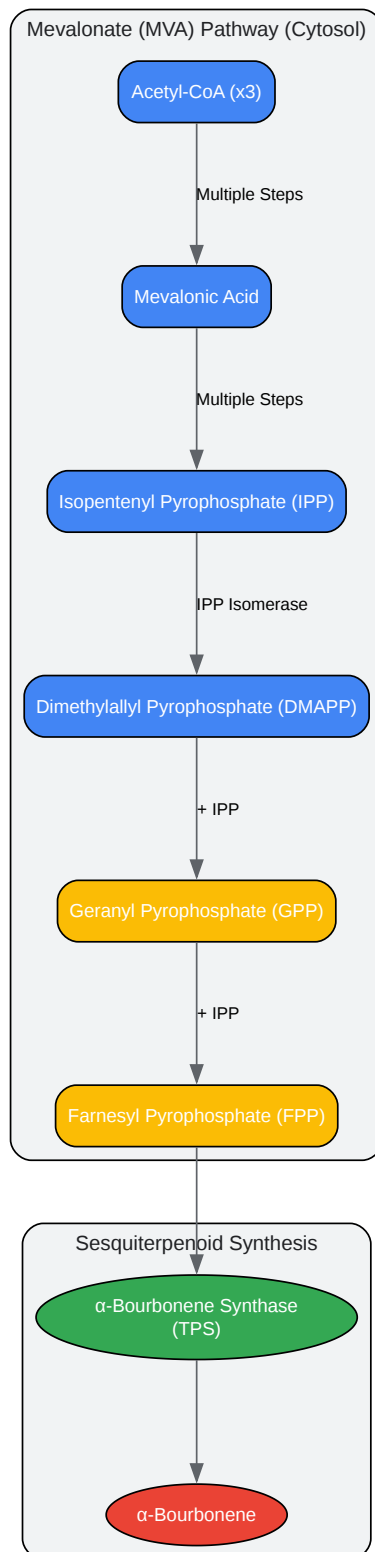 Mevalonate (MVA) Pathway (Cytosol)
Acetyl-CoA (x3)
Multiple Steps
Mevalonic Acid
Multiple Steps
Isopentenyl Pyrophosphate (IPP)
IPP Isomerase
Dimethylallyl Pyrophosphate (DMAPP)
+ IPP
Geranyl Pyrophosphate (GPP)
+ IPP
Farnesyl Pyrophosphate (FPP)
Sesquiterpenoid Synthesis
α-Bourbonene Synthase
(TPS)
α-Bourbonene